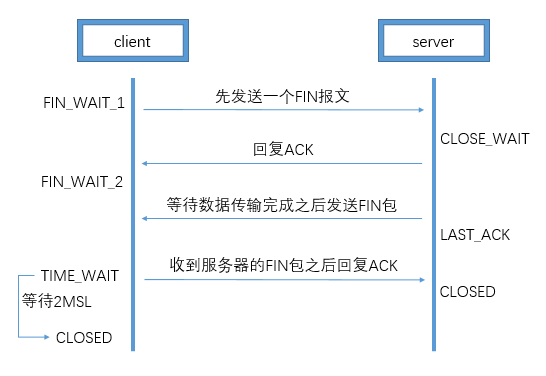 client
server
先发送一个FIN报文
FIN_WAIT_1
CLOSE_WAIT
回复ACK
FIN_WAIT_2
等待数据传输完成之后发送FIN包
LAST_ACK
收到服务器的FIN包之后回复ACK
TIME_WAIT
CLOSED
等待2MSL
CLOSED